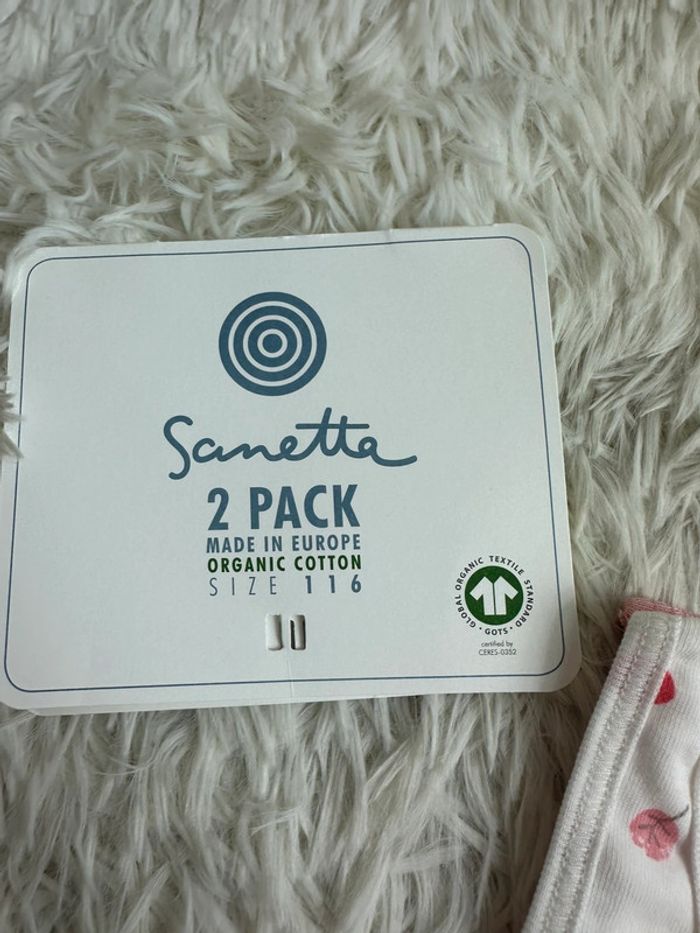 Sanetta
2 PACK
MADE IN EUROPE
ORGANIC COTTON
SIZE 116
GLOBAL ORGANIC TEXTILE STANDARD
· GOTS ·
certified by
CERES-0352